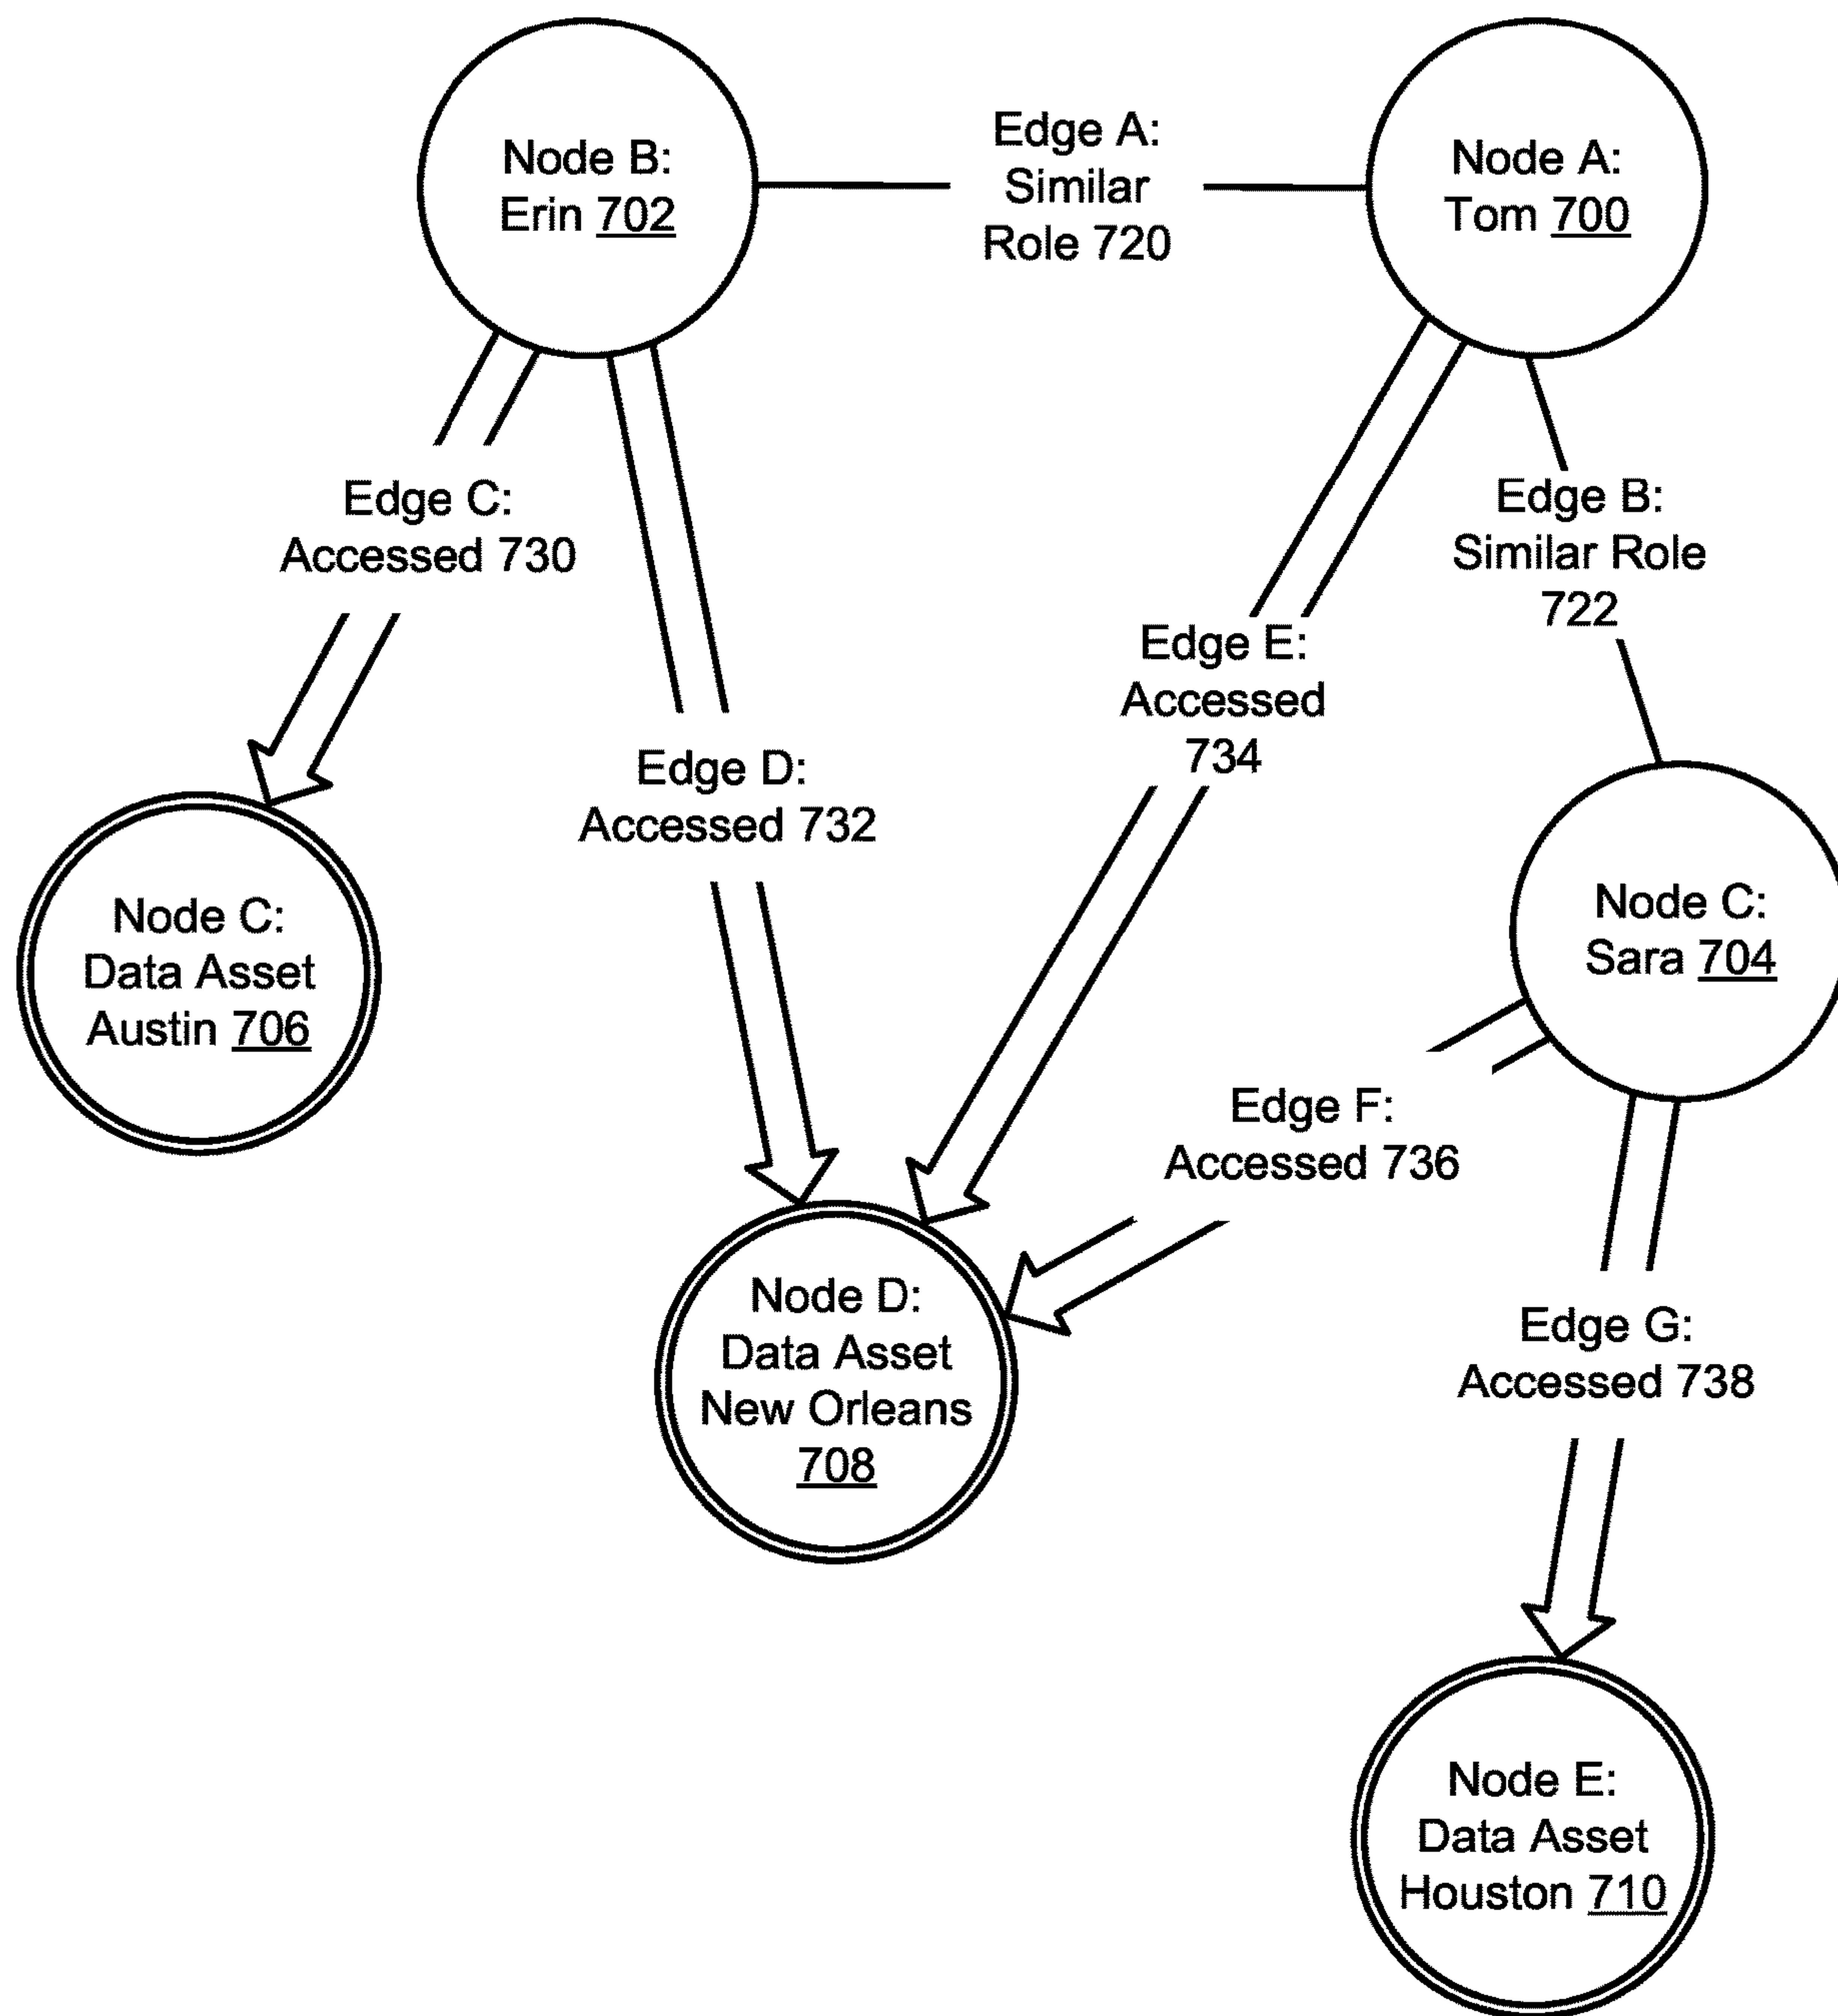 Node B:
Erin 702
Edge A:
Similar
Role 720
Node A:
Tom 700
Edge C:
Accessed 730
Edge B:
Similar Role
722
Edge E:
Accessed
734
Edge D:
Accessed 732
Node C:
Data Asset
Austin 706
Node C:
Sara 704
Edge F:
Accessed 736
Node D:
Data Asset
New Orleans
708
Edge G:
Accessed 738
Node E:
Data Asset
Houston 710